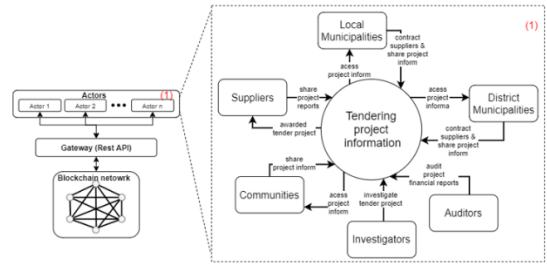 Actors
(1)
Actor 1
Actor 2
Actor n
Gateway (Rest API)
Blockchain netowrk
(1)
Local
Municipalities
contract
suppliers &
share project
inform
acess
project inform
share
project
reports
Suppliers
awarded
tender project
Tendering
project
information
acess
project
informa
District
Municipalities
contract
suppliers &
share project
inform
share
project
inform
Communities
acess
project
inform
investigate
tender project
Investigators
audit
project
financial reports
Auditors